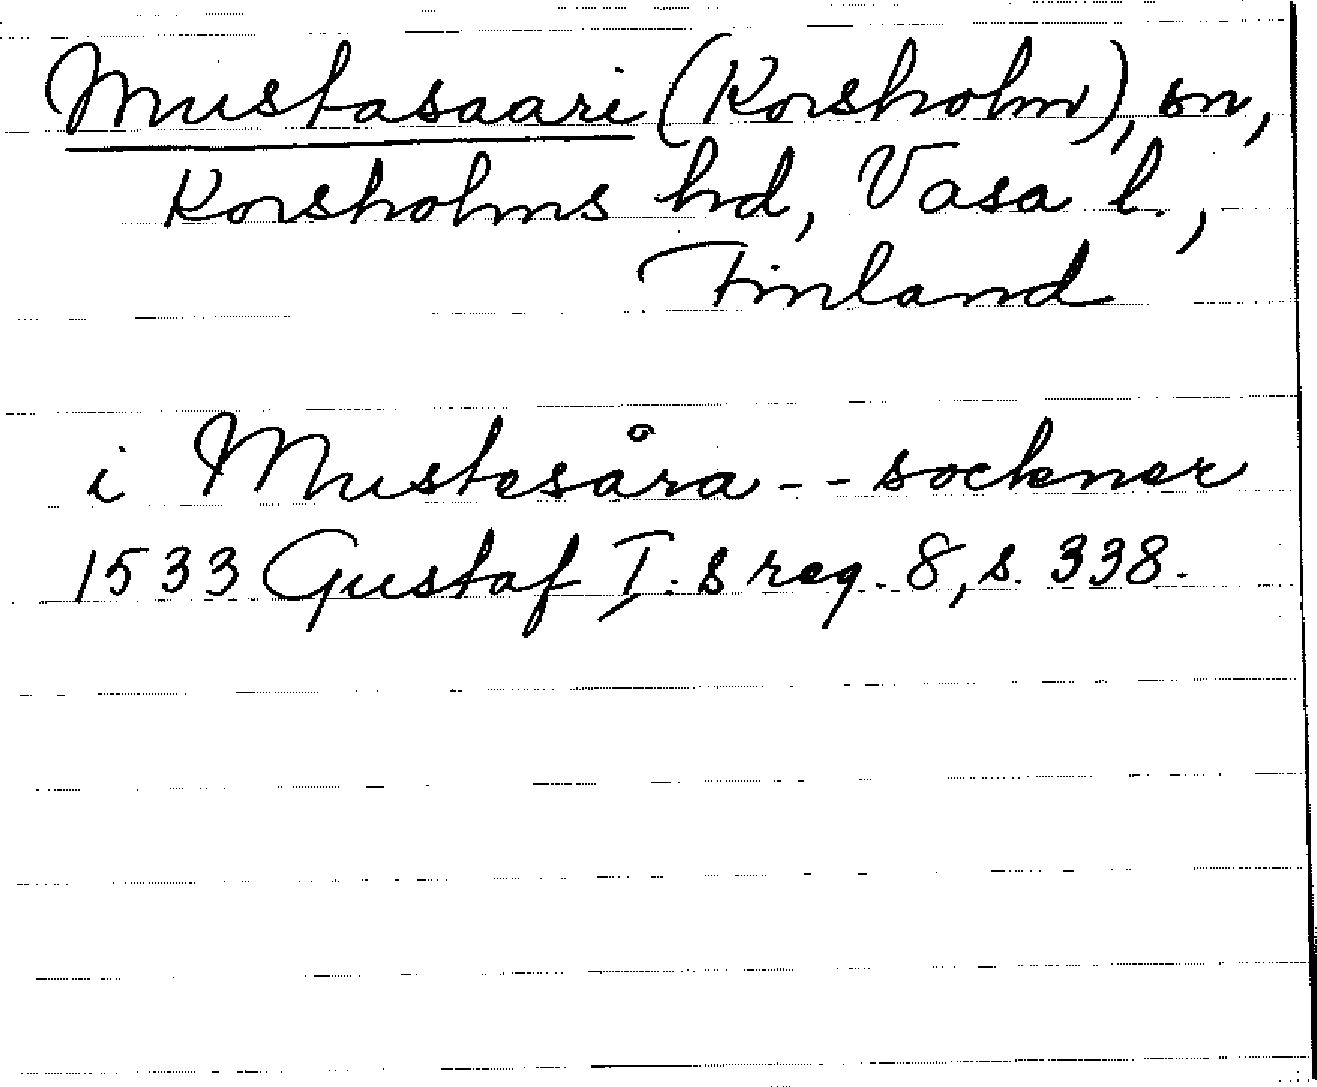 Mustasaari (Korsholm), sn,
Korsholms hd, Vasa l.,
Finland
i Mustesåra - - sockner
1533 Gustaf I.s reg. 8, s. 338.